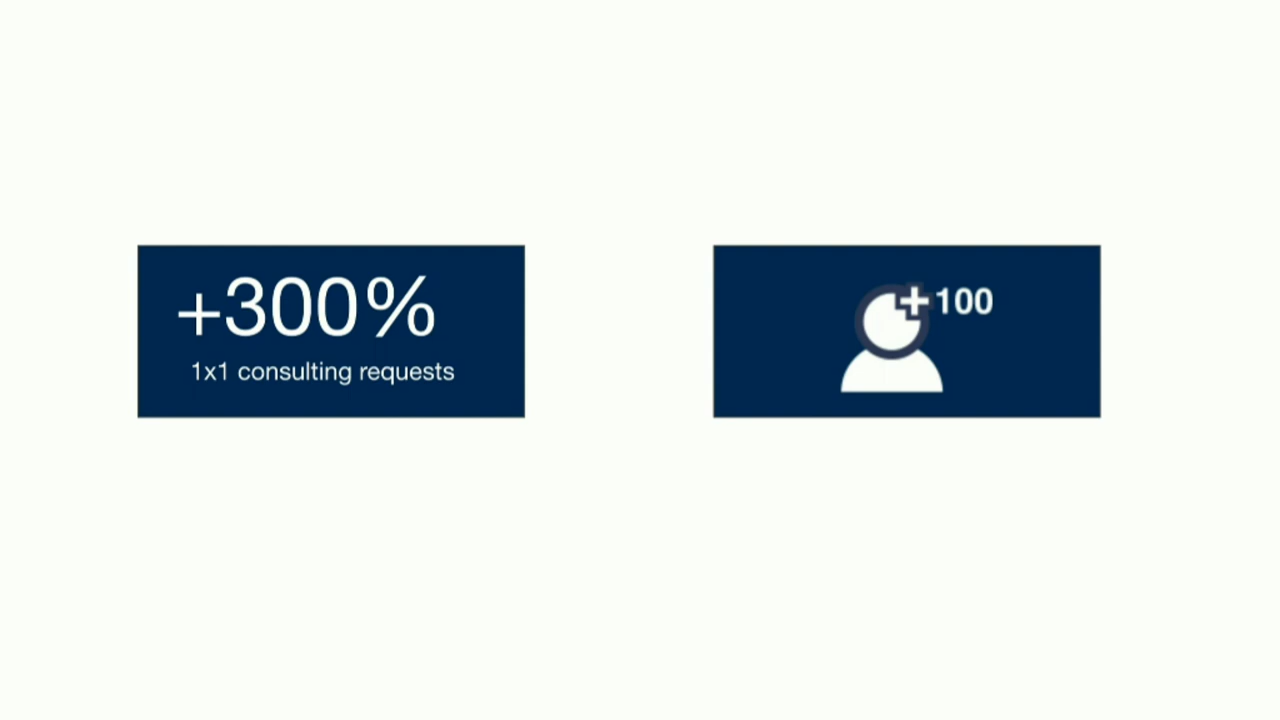 +300%
1x1 consulting requests
+100